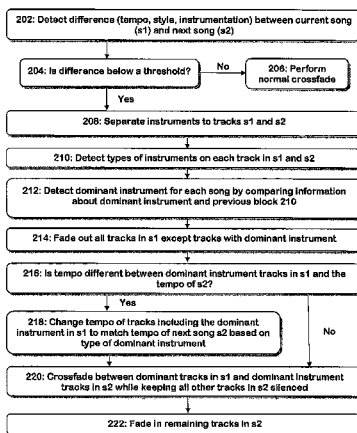 202: Detect difference (tempo, style, instrumentation) between current song
(s1) and next song (s2)
204: Is difference below a threshold?
No
206: Perform
normal crossfade
Yes
208: Separate instruments to tracks s1 and s2
210: Detect types of instruments on each track in s1 and s2
212: Detect dominant instrument for each song by comparing information
about dominant instrument and previous block 210
214: Fade out all tracks in s1 except tracks with dominant instrument
216: Is tempo different between dominant instrument tracks in s1 and the
tempo of s2?
Yes
218: Change tempo of tracks including the dominant
instrument in s1 to match tempo of next song s2 based on
type of dominant instrument
No
220: Crossfade between dominant tracks in s1 and dominant instrument
tracks in s2 while keeping all other tracks in s2 silenced
222: Fade in remaining tracks in s2